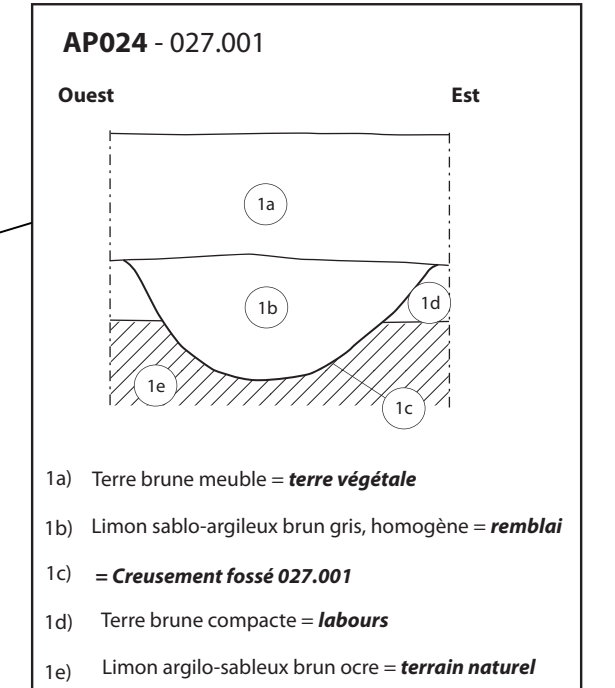 AP024 - 027.001
Ouest Est
1a
1b
1d
1e
1c
1a) Terre brune meuble = terre végétale
1b) Limon sablo-argileux brun gris, homogène = remblai
1c) = Creusement fossé 027.001
1d) Terre brune compacte = labours
1e) Limon argilo-sableux brun ocre = terrain naturel